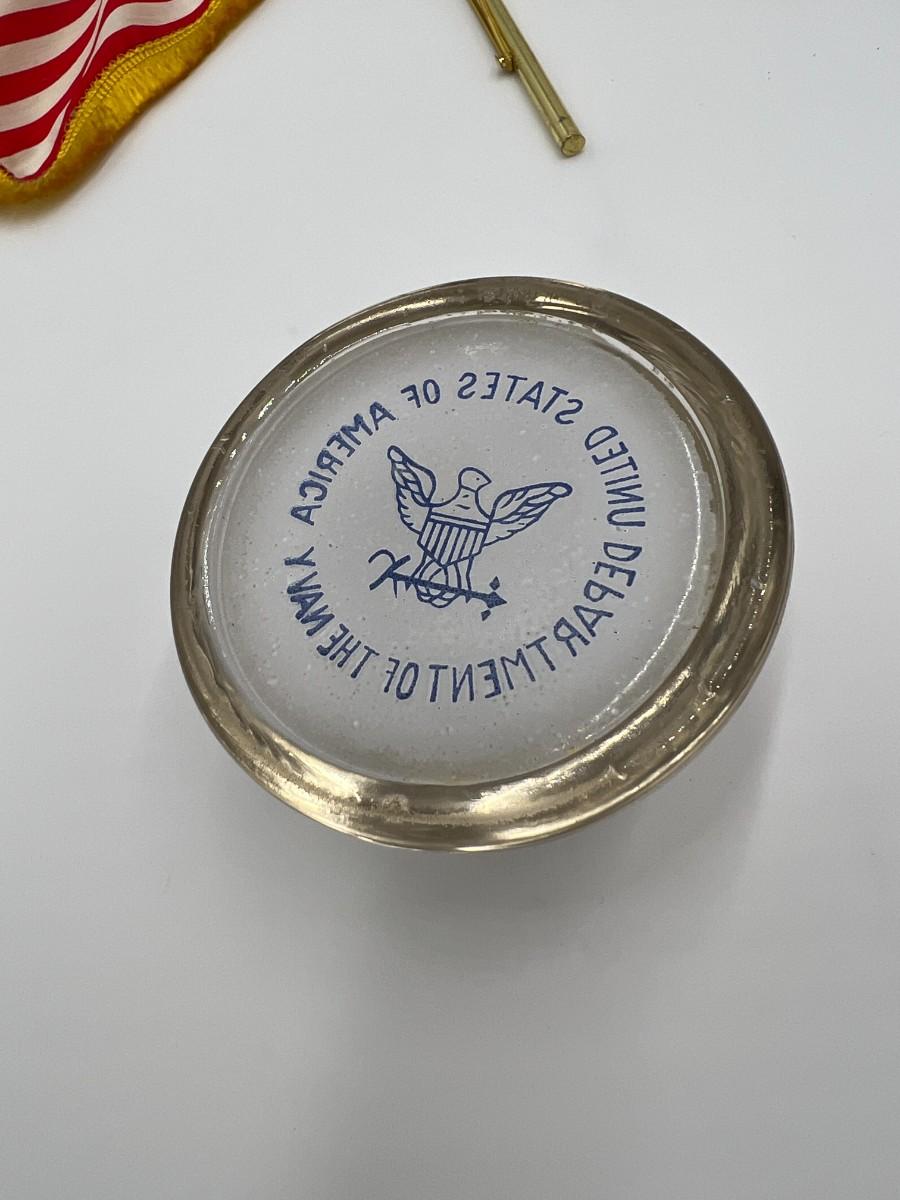 UNITED STATES OF AMERICA
DEPARTMENT OF THE NAVY